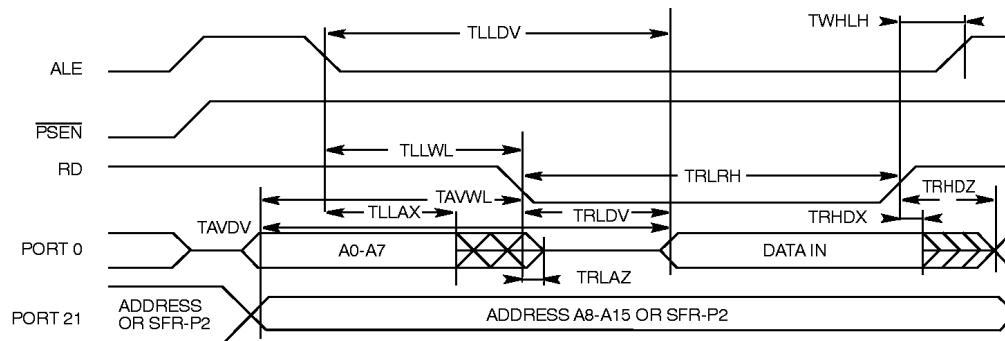 TLLDV
TWHLH
ALE
PSEN
TLLWL
RD
TRLRH
TAVWL
TRHDZ
TLLAX
TRLDV
TRHDX
TAVDV
PORT 0
A0-A7
DATA IN
TRLAZ
ADDRESS
OR SFR-P2
ADDRESS A8-A15 OR SFR-P2
PORT 21